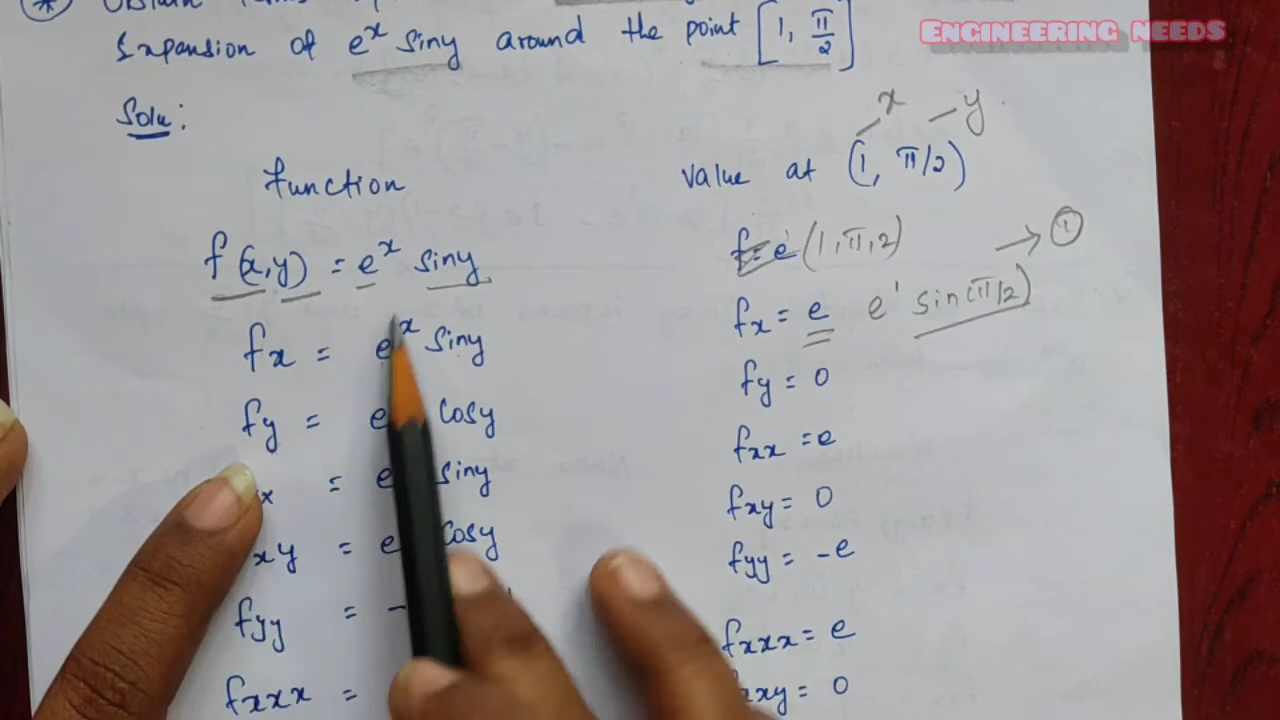 ENGINEERING NEEDS
Expansion of e^x siny around the point [1, π/2]
Solu:
x y
function value at (1, π/2)
f(x,y) = e^x siny f = e (1,π,2) → ①
fx = e^x siny fx = e e^1 sin(π/2)
fy = e cosy fy = 0
x = e siny fxx = e
xy = e cosy fxy = 0
fyy = - fyy = -e
fxxx = fxxx = e
xxy = 0